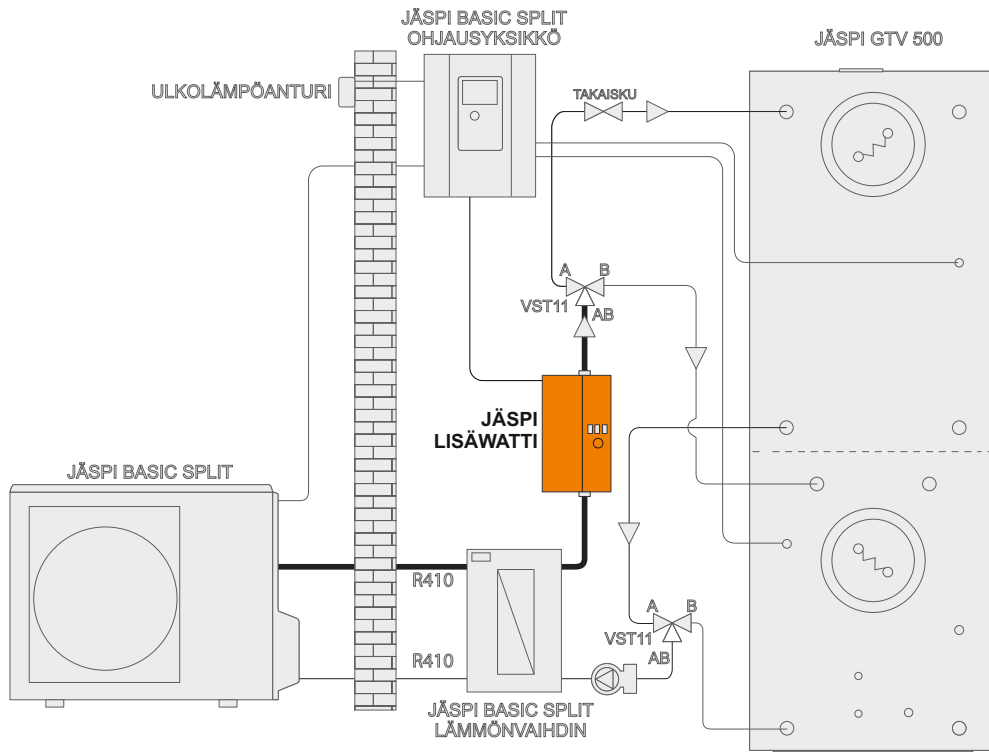 JÄSPI BASIC SPLIT
OHJAUSYKSIKKÖ
JÄSPI GTV 500
ULKOLÄMPÖANTURI
TAKAISKU
A
B
VST11
AB
JÄSPI
LISÄWATTI
JÄSPI BASIC SPLIT
R410
A
B
VST11
AB
R410
JÄSPI BASIC SPLIT
LÄMMÖNVAIHDIN